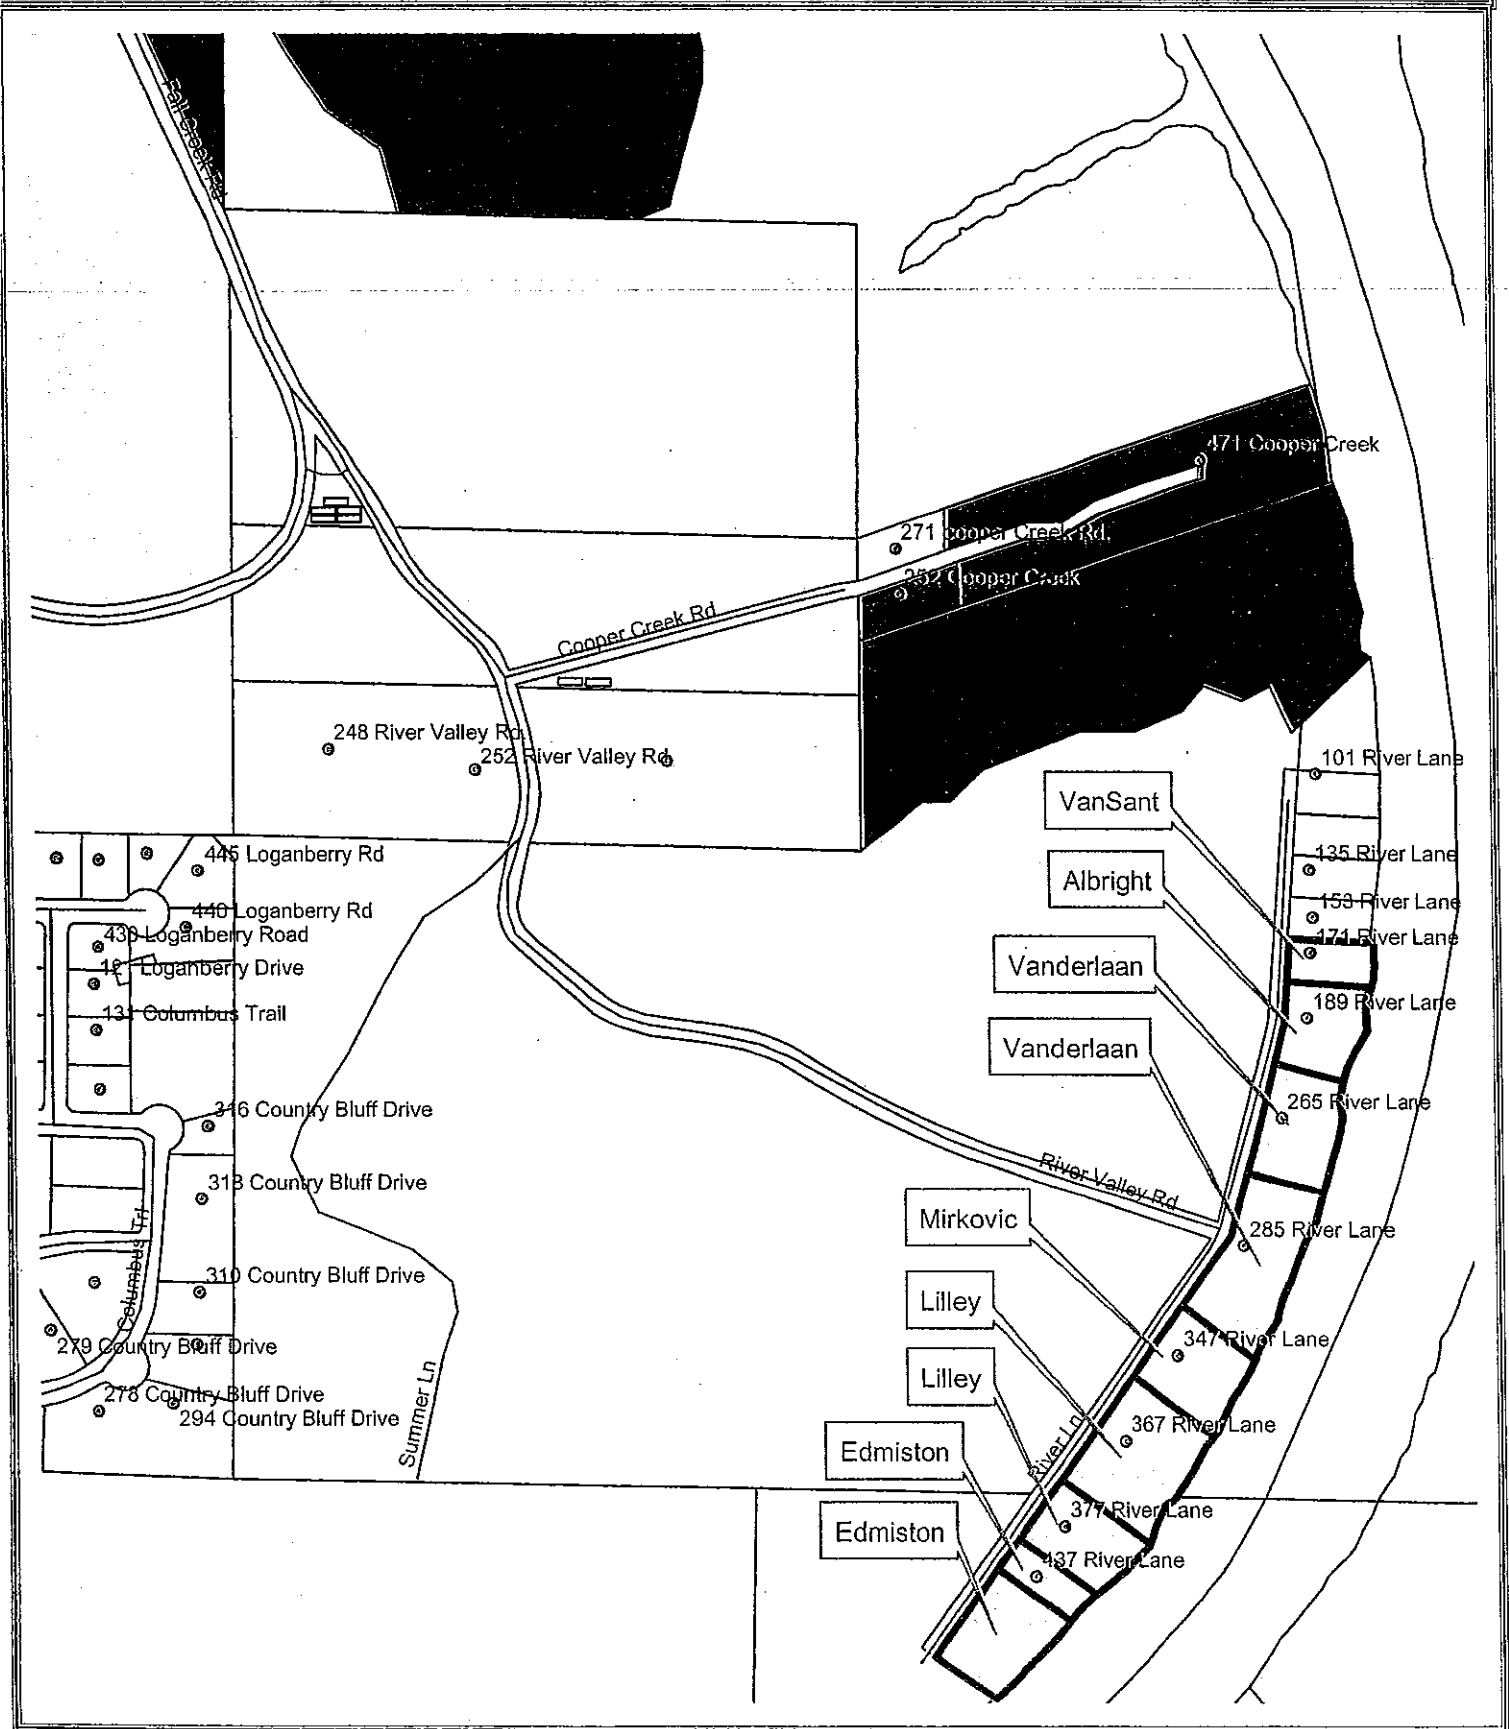 Fall Creek Rd
471 Cooper Creek
271 cooper Creek Rd.
252 Cooper Creek
Cooper Creek Rd
248 River Valley Rd
252 River Valley Rd
101 River Lane
VanSant
135 River Lane
445 Loganberry Rd
Albright
153 River Lane
440 Loganberry Rd
171 River Lane
433 Loganberry Road
Vanderlaan
Loganberry Drive
189 River Lane
131 Columbus Trail
Vanderlaan
265 River Lane
316 Country Bluff Drive
River Valley Rd
313 Country Bluff Drive
Mirkovic
285 River Lane
Columbus Trl
310 Country Bluff Drive
Lilley
347 River Lane
279 Country Bluff Drive
Lilley
278 Country Bluff Drive
294 Country Bluff Drive
Summer Ln
367 River Lane
River Ln
Edmiston
377 River Lane
Edmiston
437 River Lane